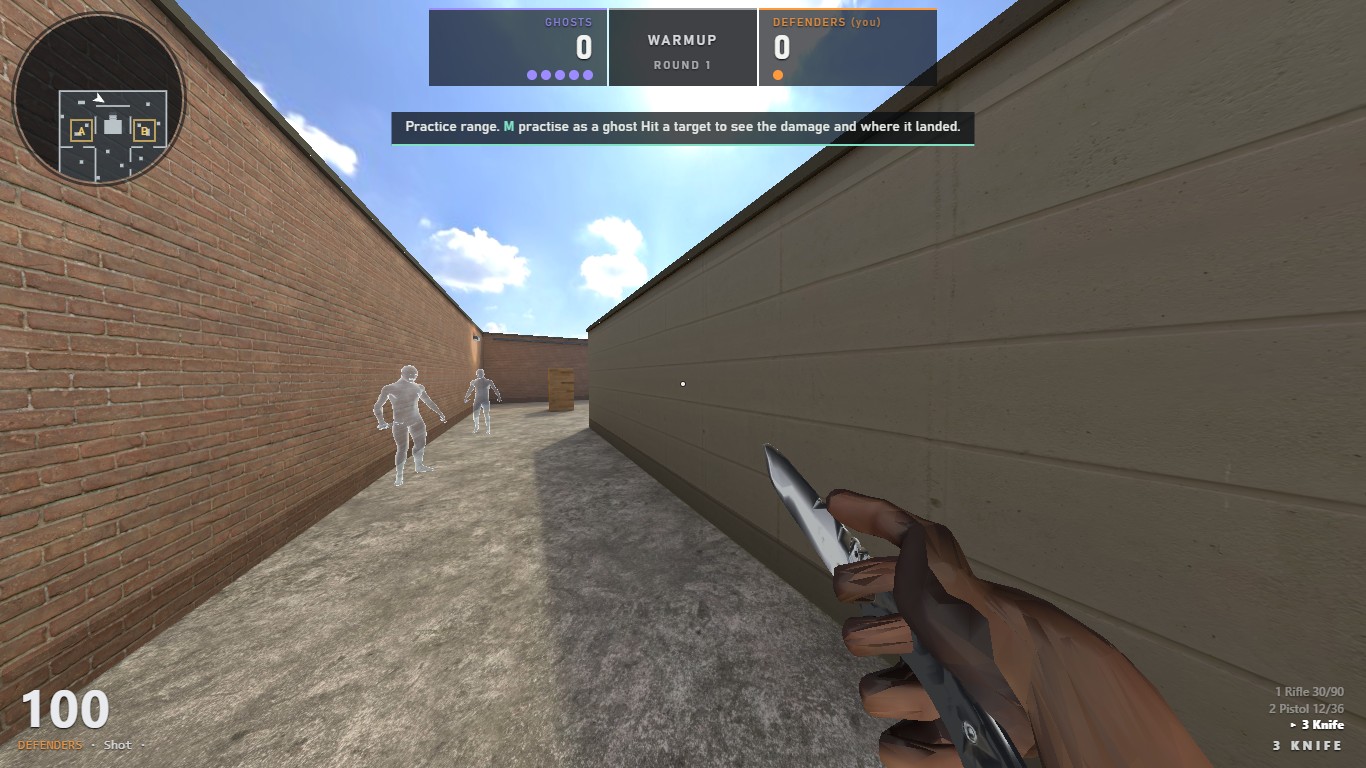 GHOSTS
0
WARMUP
ROUND 1
DEFENDERS (you)
0
A
B
Practice range. M practise as a ghost Hit a target to see the damage and where it landed.
100
DEFENDERS · Shot ·
1 Rifle 30/90
2 Pistol 12/36
▸ 3 Knife
3 KNIFE